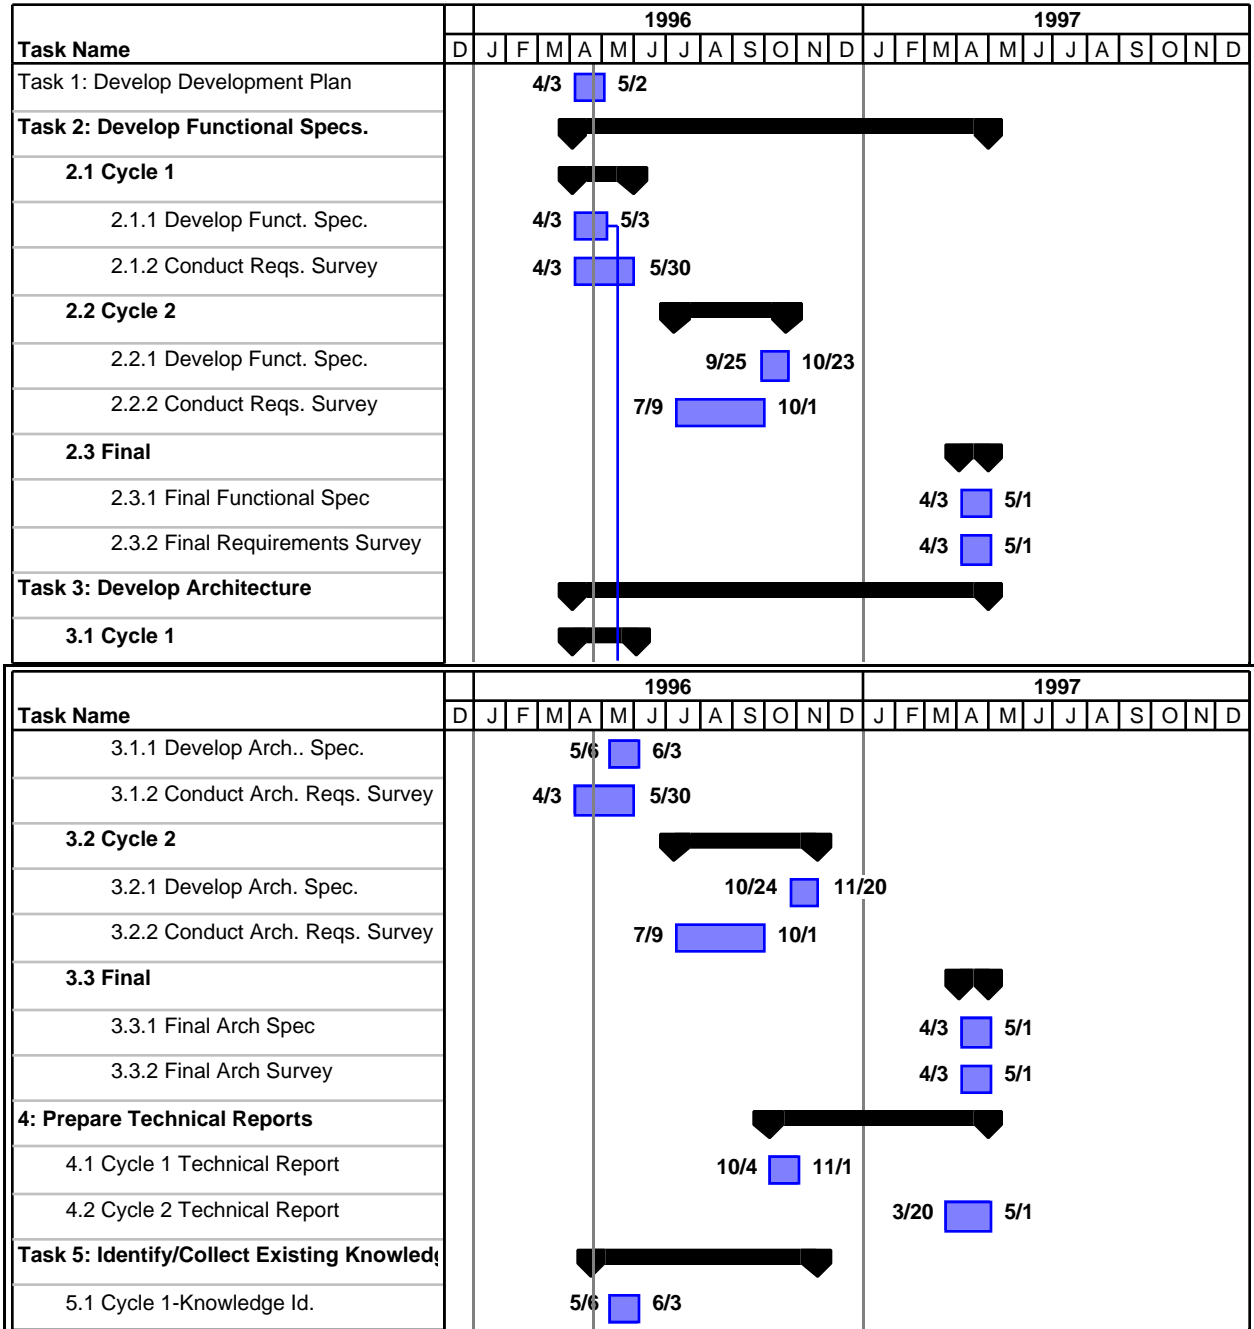 1996 1997
Task Name D J F M A M J J A S O N D J F M A M J J A S O N D
Task 1: Develop Development Plan 4/3 5/2
Task 2: Develop Functional Specs.
2.1 Cycle 1
2.1.1 Develop Funct. Spec. 4/3 5/3
2.1.2 Conduct Reqs. Survey 4/3 5/30
2.2 Cycle 2
2.2.1 Develop Funct. Spec. 9/25 10/23
2.2.2 Conduct Reqs. Survey 7/9 10/1
2.3 Final
2.3.1 Final Functional Spec 4/3 5/1
2.3.2 Final Requirements Survey 4/3 5/1
Task 3: Develop Architecture
3.1 Cycle 1
1996 1997
Task Name D J F M A M J J A S O N D J F M A M J J A S O N D
3.1.1 Develop Arch.. Spec. 5/6 6/3
3.1.2 Conduct Arch. Reqs. Survey 4/3 5/30
3.2 Cycle 2
3.2.1 Develop Arch. Spec. 10/24 11/20
3.2.2 Conduct Arch. Reqs. Survey 7/9 10/1
3.3 Final
3.3.1 Final Arch Spec 4/3 5/1
3.3.2 Final Arch Survey 4/3 5/1
4: Prepare Technical Reports
4.1 Cycle 1 Technical Report 10/4 11/1
4.2 Cycle 2 Technical Report 3/20 5/1
Task 5: Identify/Collect Existing Knowledg
5.1 Cycle 1-Knowledge Id. 5/6 6/3